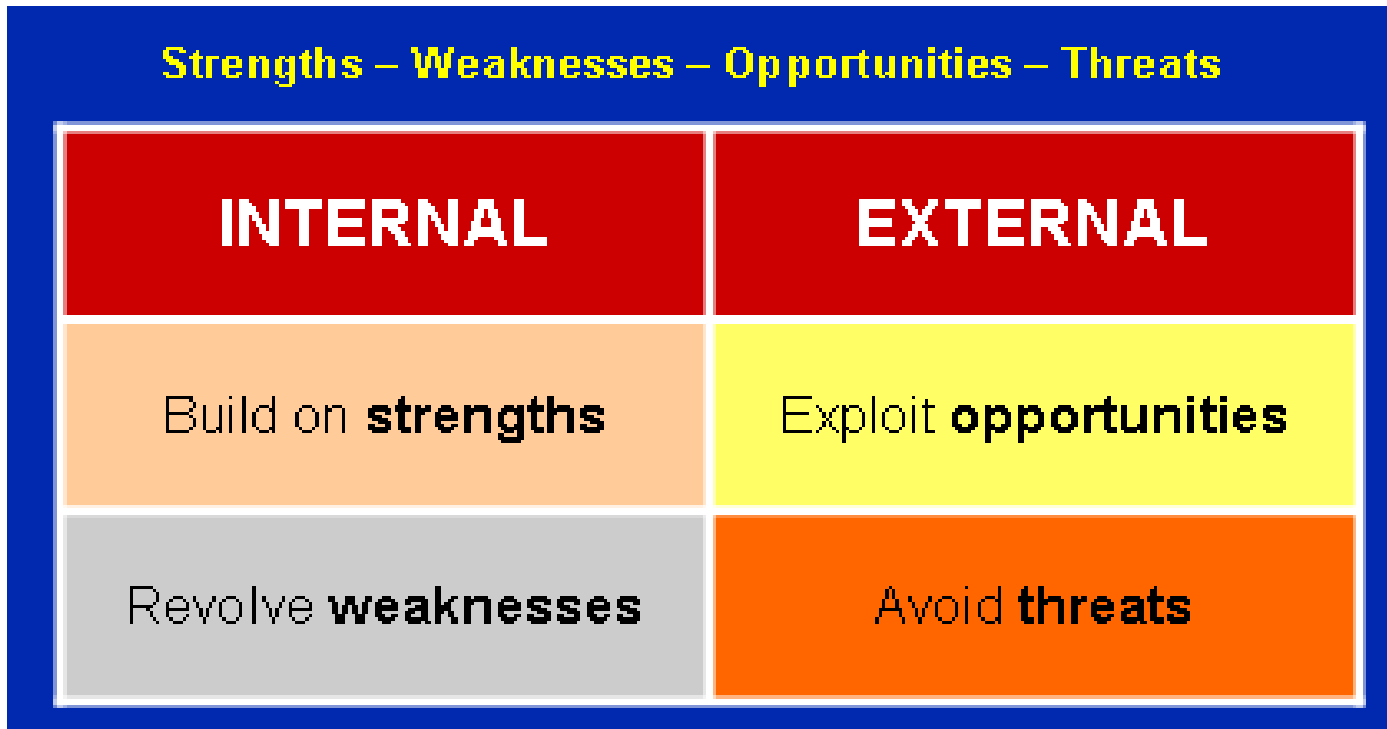 Strengths – Weaknesses – Opportunities – Threats
INTERNAL
EXTERNAL
Build on strengths
Exploit opportunities
Revolve weaknesses
Avoid threats